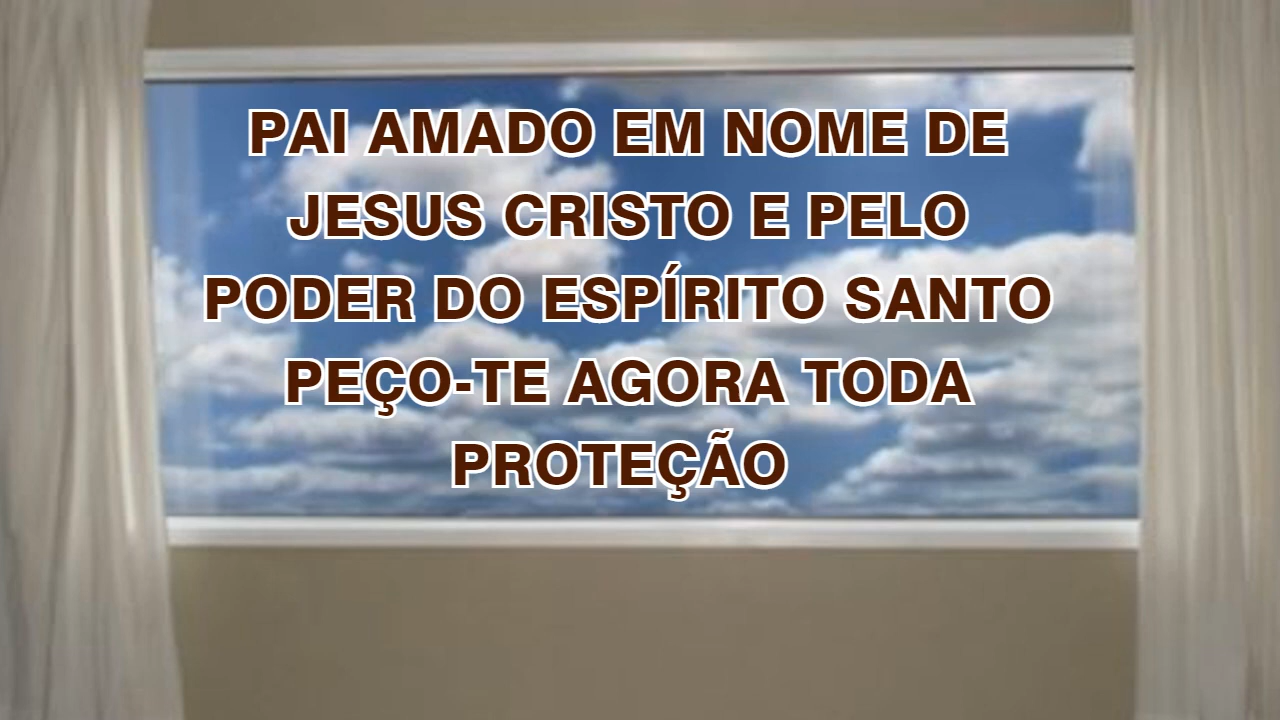 PAI AMADO EM NOME DE
JESUS CRISTO E PELO
PODER DO ESPÍRITO SANTO
PEÇO-TE AGORA TODA
PROTEÇÃO